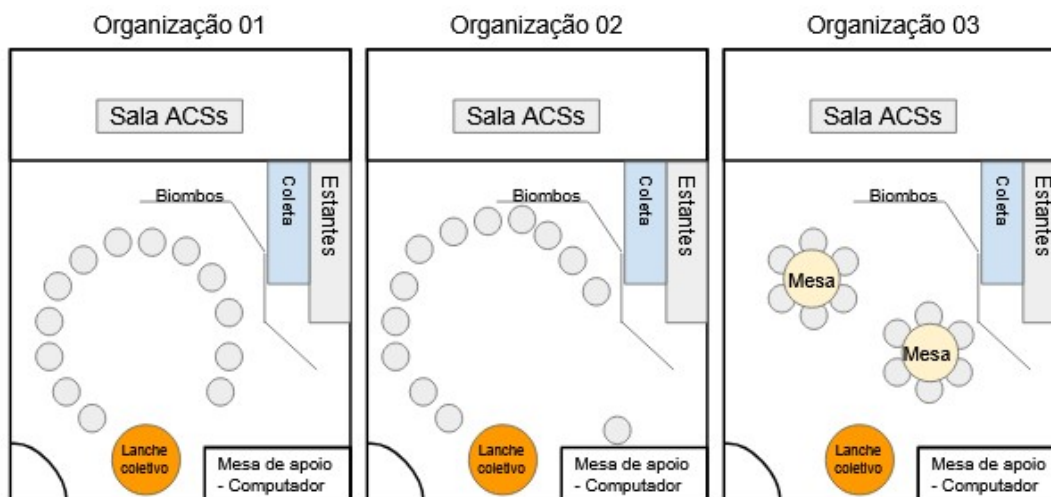 Organização 01
Sala ACSs
Biombos
Coleta
Estantes
Lanche
coletivo
Mesa de apoio
- Computador
Organização 02
Sala ACSs
Biombos
Coleta
Estantes
Lanche
coletivo
Mesa de apoio
- Computador
Organização 03
Sala ACSs
Biombos
Coleta
Estantes
Mesa
Mesa
Lanche
coletivo
Mesa de apoio
- Computador